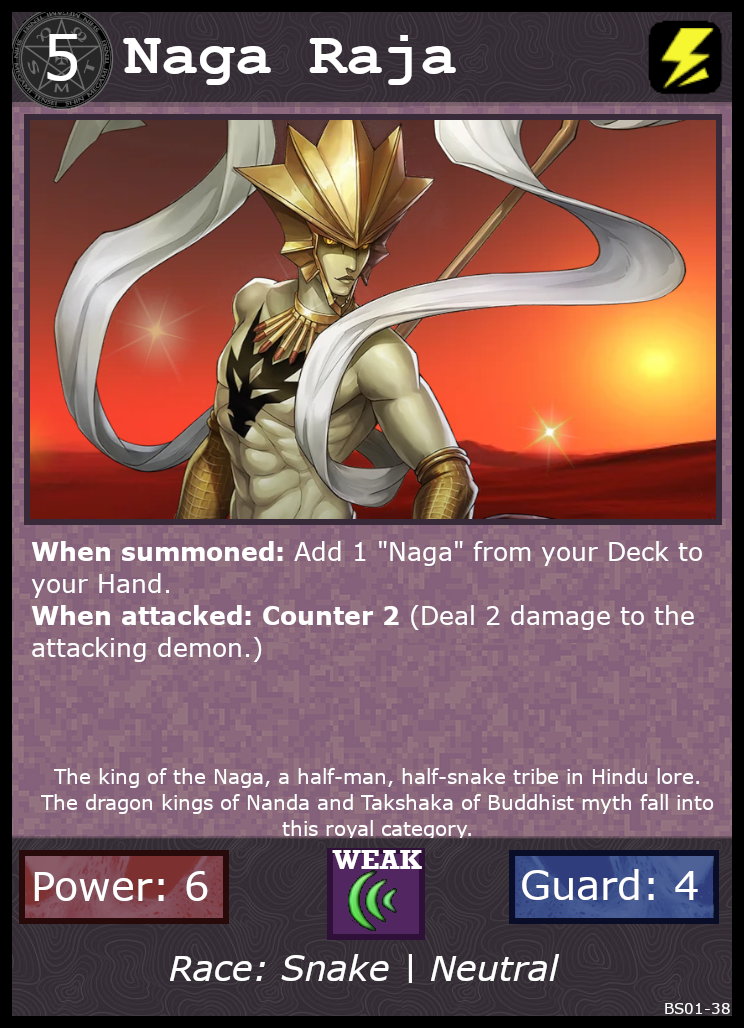 5 Naga Raja
When summoned: Add 1 "Naga" from your Deck to
your Hand.
When attacked: Counter 2 (Deal 2 damage to the
attacking demon.)
The king of the Naga, a half-man, half-snake tribe in Hindu lore.
The dragon kings of Nanda and Takshaka of Buddhist myth fall into
this royal category.
WEAK
Power: 6
Guard: 4
Race: Snake | Neutral
BS01-38